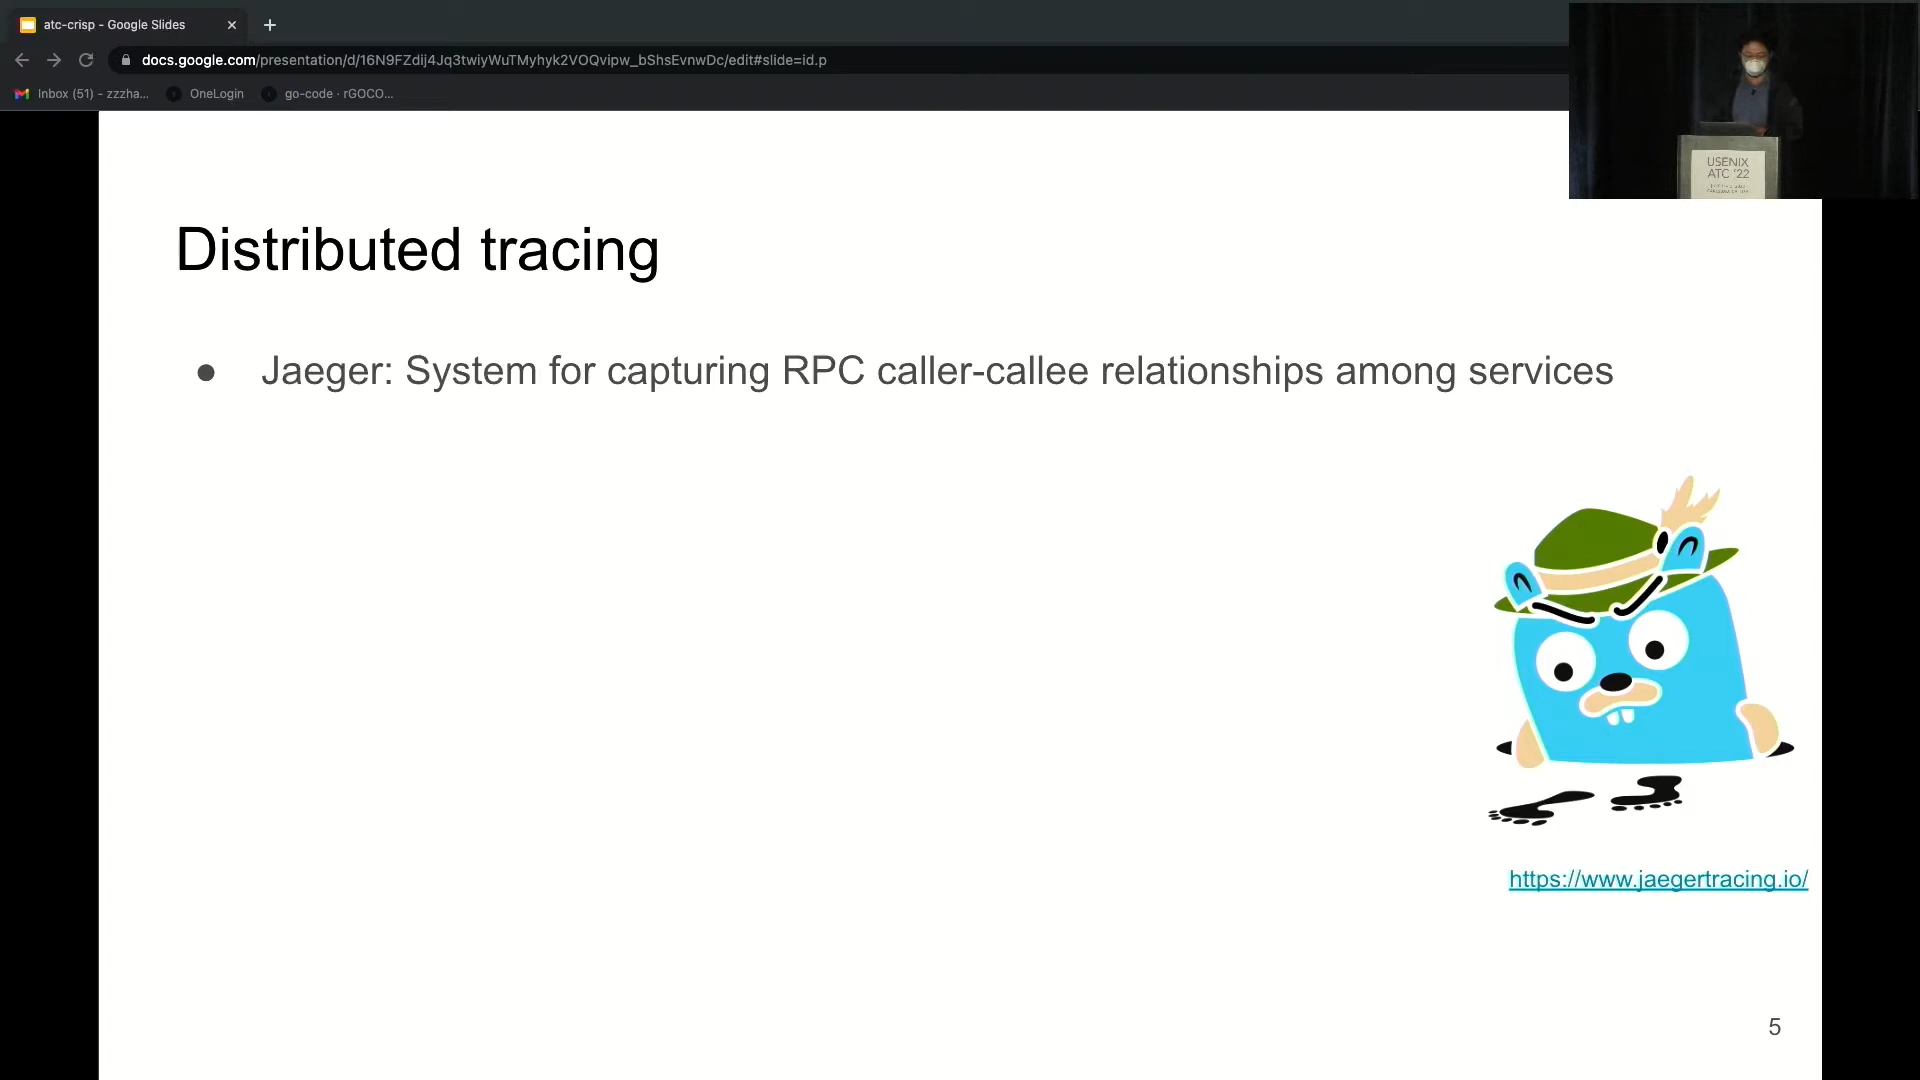 atc-crisp - Google Slides
docs.google.com/presentation/d/16N9FZdij4Jq3twiyWuTMyhyk2VOQvipw_bShsEvnwDc/edit#slide=id.p
Inbox (51) - zzzha...
OneLogin
go-code · rGOCO...
USENIX
ATC '22
Distributed tracing
● Jaeger: System for capturing RPC caller-callee relationships among services
https://www.jaegertracing.io/
5